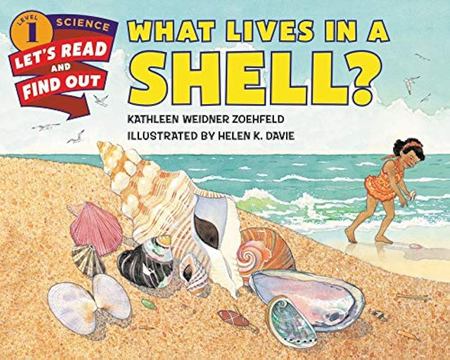 LEVEL 1 SCIENCE
LET'S READ
AND
FIND OUT
WHAT LIVES IN A
SHELL?
KATHLEEN WEIDNER ZOEHFELD
ILLUSTRATED BY HELEN K. DAVIE